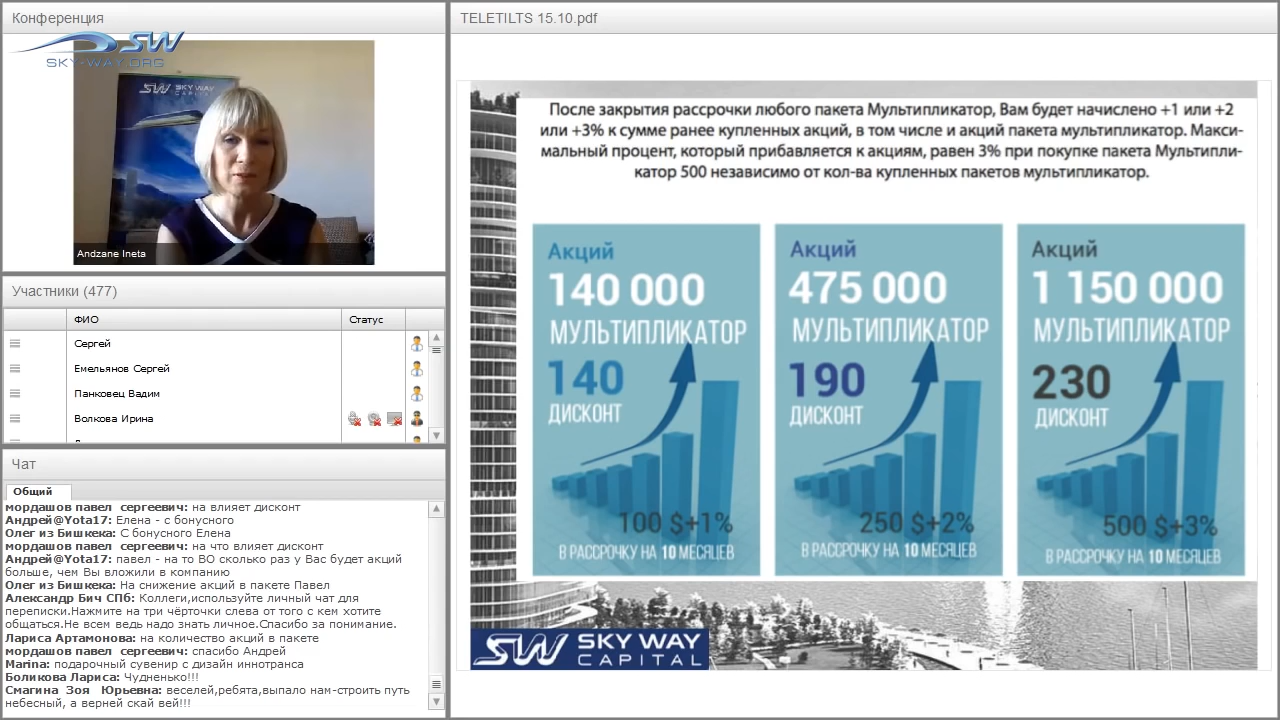 Конференция
SW
SKY-WAY.ORG
SW SKY WAY
CAPITAL
Andzane Ineta
Участники (477)
ФИО Статус
Сергей
Емельянов Сергей
Панковец Вадим
Волкова Ирина
Чат
Общий
мордашов павел сергеевич: на влияет дисконт
Андрей@Yota17: Елена - с бонусного
Олег из Бишкека: С бонусного Елена
мордашов павел сергеевич: на что влияет дисконт
Андрей@Yota17: павел - на то ВО сколько раз у Вас будет акций
больше, чем Вы вложили в компанию
Олег из Бишкека: На снижение акций в пакете Павел
Александр Бич СПб: Коллеги,используйте личный чат для
переписки.Нажмите на три чёрточки слева от того с кем хотите
общаться.Не всем ведь надо знать личное.Спасибо за понимание.
Лариса Артамонова: на количество акций в пакете
мордашов павел сергеевич: спасибо Андрей
Marina: подарочный сувенир с дизайн иннотранса
Боликова Лариса: Чудненько!!!
Смагина Зоя Юрьевна: веселей,ребята,выпало нам-строить путь
небесный, а верней скай вей!!!
TELETILTS 15.10.pdf
После закрытия рассрочки любого пакета Мультипликатор, Вам будет начислено +1 или +2
или +3% к сумме ранее купленных акций, в том числе и акций пакета мультипликатор. Макси-
мальный процент, который прибавляется к акциям, равен 3% при покупке пакета Мультипли-
катор 500 независимо от кол-ва купленных пакетов мультипликатор.
Акций
140 000
МУЛЬТИПЛИКАТОР
140
ДИСКОНТ
100 $+1%
В РАССРОЧКУ НА 10 МЕСЯЦЕВ
Акций
475 000
МУЛЬТИПЛИКАТОР
190
ДИСКОНТ
250 $+2%
В РАССРОЧКУ НА 10 МЕСЯЦЕВ
Акций
1 150 000
МУЛЬТИПЛИКАТОР
230
ДИСКОНТ
500 $+3%
В РАССРОЧКУ НА 10 МЕСЯЦЕВ
SW SKY WAY
CAPITAL